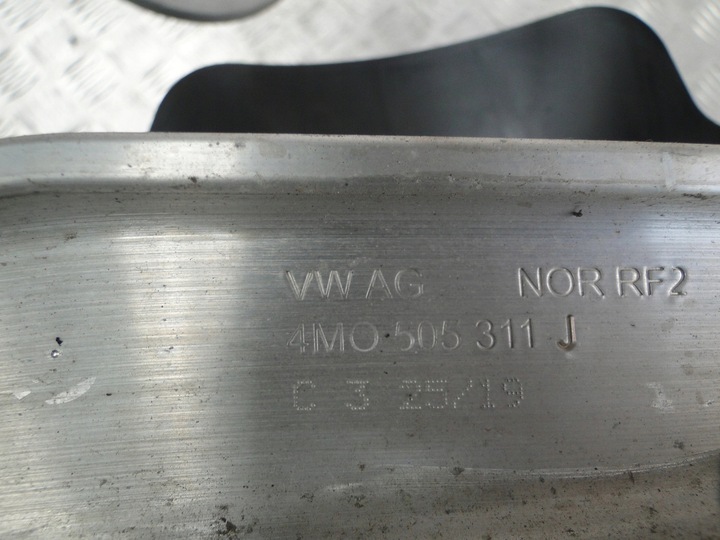 VW AG NOR RF2
4M0 505 311 J
C 3 25/19